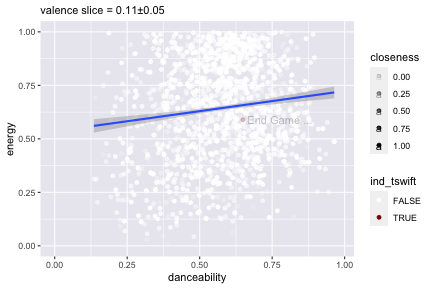 valence slice = 0.11±0.05
1.00
0.75
0.50
0.25
0.00
energy
End Game ...
0.00
0.25
0.50
0.75
1.00
danceability
closeness
0.00
0.25
0.50
0.75
1.00
ind_tswift
FALSE
TRUE